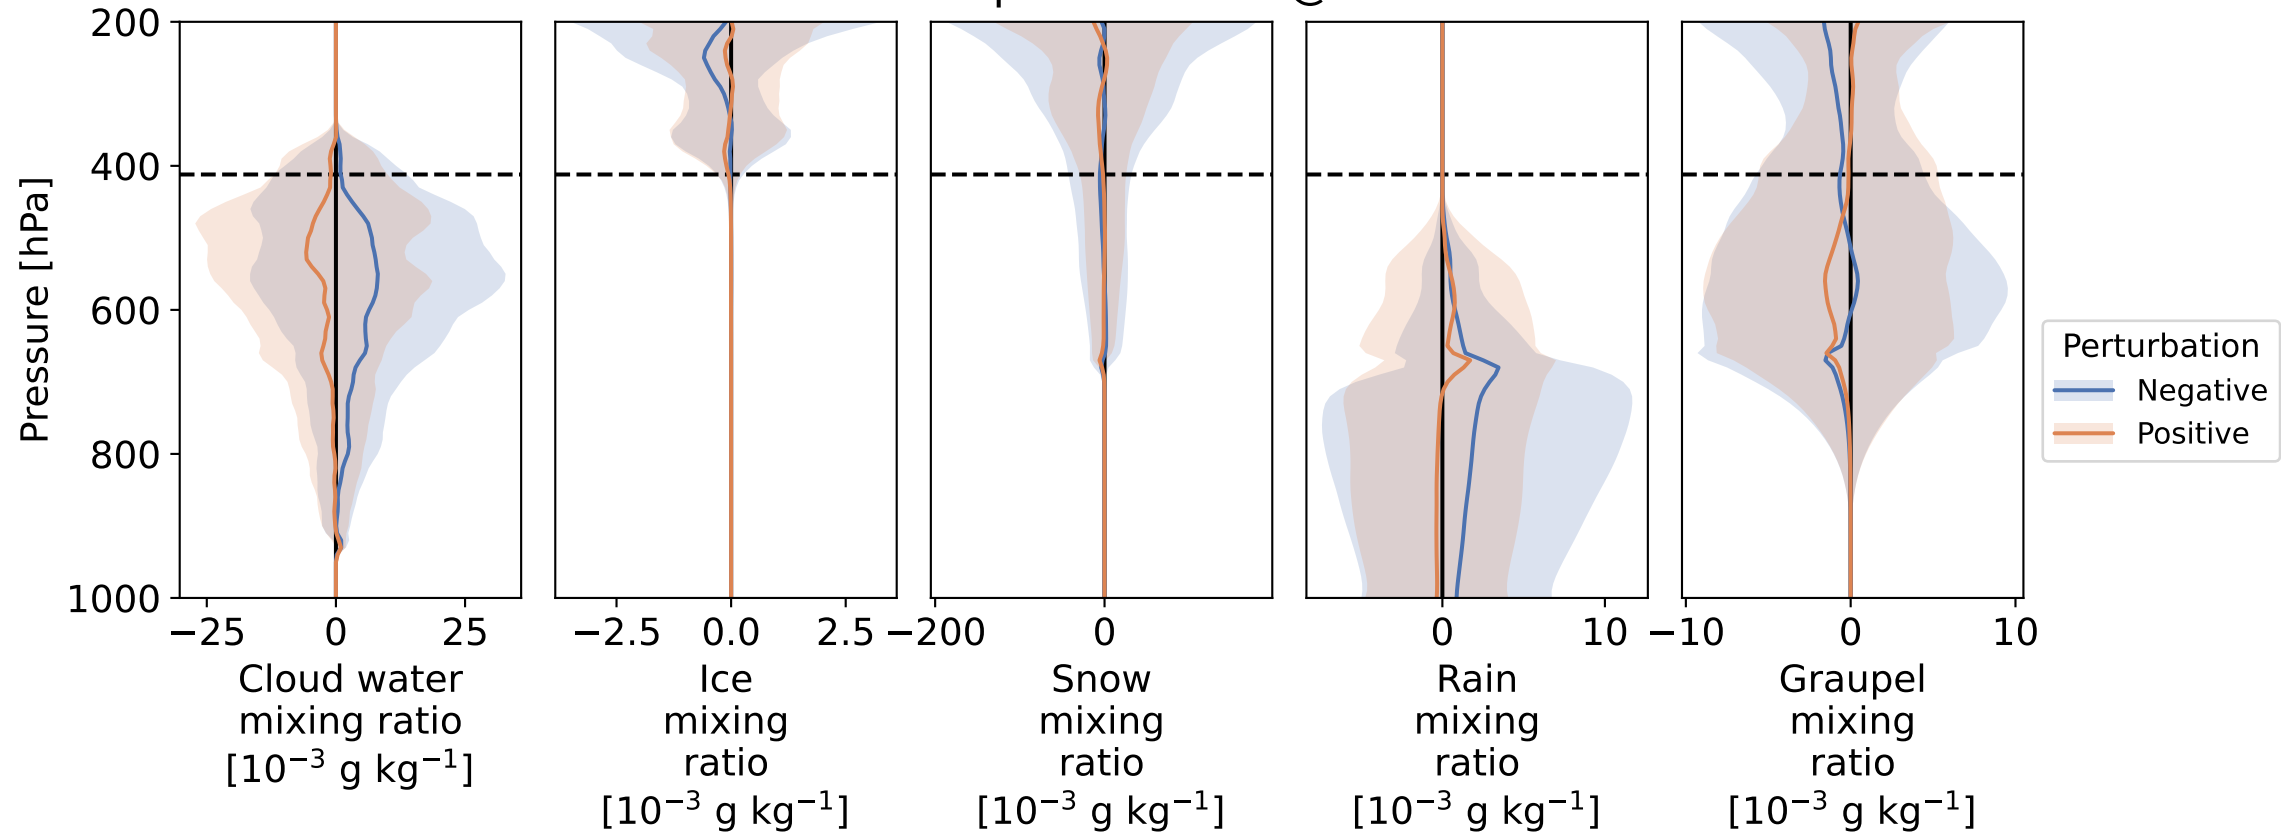 200
400
600
800
1000
Pressure [hPa]
−25 0 25
−2.5 0.0 2.5
−200 0
0 10
−10 0 10
Cloud water
mixing ratio
[10⁻³ g kg⁻¹]
Ice
mixing
ratio
[10⁻³ g kg⁻¹]
Snow
mixing
ratio
[10⁻³ g kg⁻¹]
Rain
mixing
ratio
[10⁻³ g kg⁻¹]
Graupel
mixing
ratio
[10⁻³ g kg⁻¹]
Perturbation
Negative
Positive